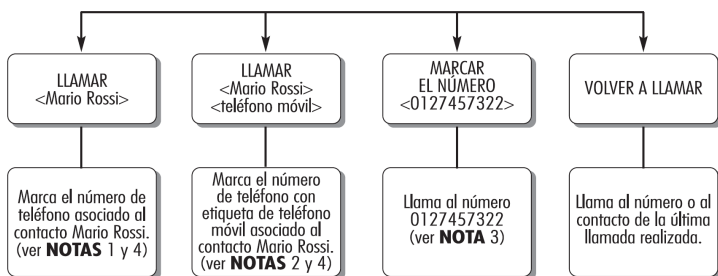 LLAMAR
<Mario Rossi>
LLAMAR
<Mario Rossi>
<teléfono móvil>
MARCAR
EL NÚMERO
<0127457322>
VOLVER A LLAMAR
Marca el número de
teléfono asociado al
contacto Mario Rossi.
(ver NOTAS 1 y 4)
Marca el número
de teléfono con
etiqueta de teléfono
móvil asociado al
contacto Mario Rossi.
(ver NOTAS 2 y 4)
Llama al número
0127457322
(ver NOTA 3)
Llama al número o al
contacto de la última
llamada realizada.